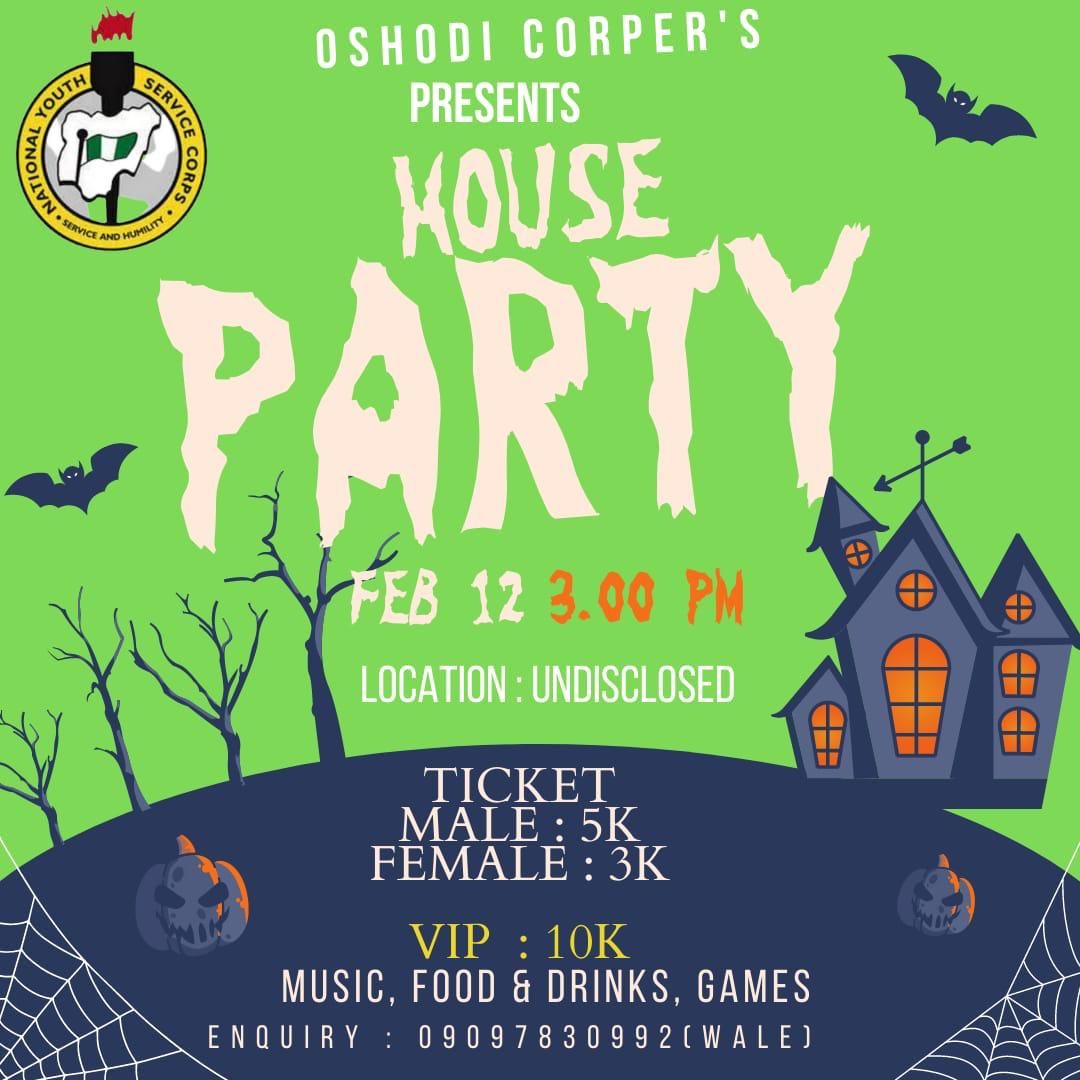 OSHODI CORPER'S
PRESENTS
HOUSE
PARTY
NATIONAL YOUTH SERVICE CORPS
SERVICE AND HUMILITY
FEB 12 3.00 PM
LOCATION : UNDISCLOSED
TICKET
MALE : 5K
FEMALE : 3K
VIP : 10K
MUSIC, FOOD & DRINKS, GAMES
ENQUIRY : 09097830992(WALE)